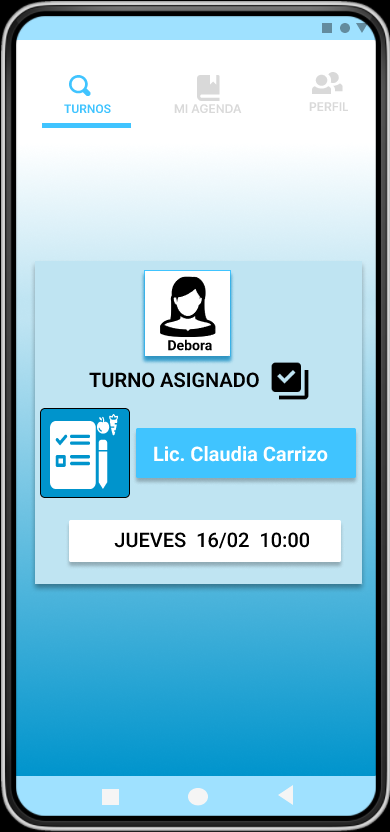 TURNOS
MI AGENDA
PERFIL
Debora
TURNO ASIGNADO
Lic. Claudia Carrizo
JUEVES 16/02 10:00